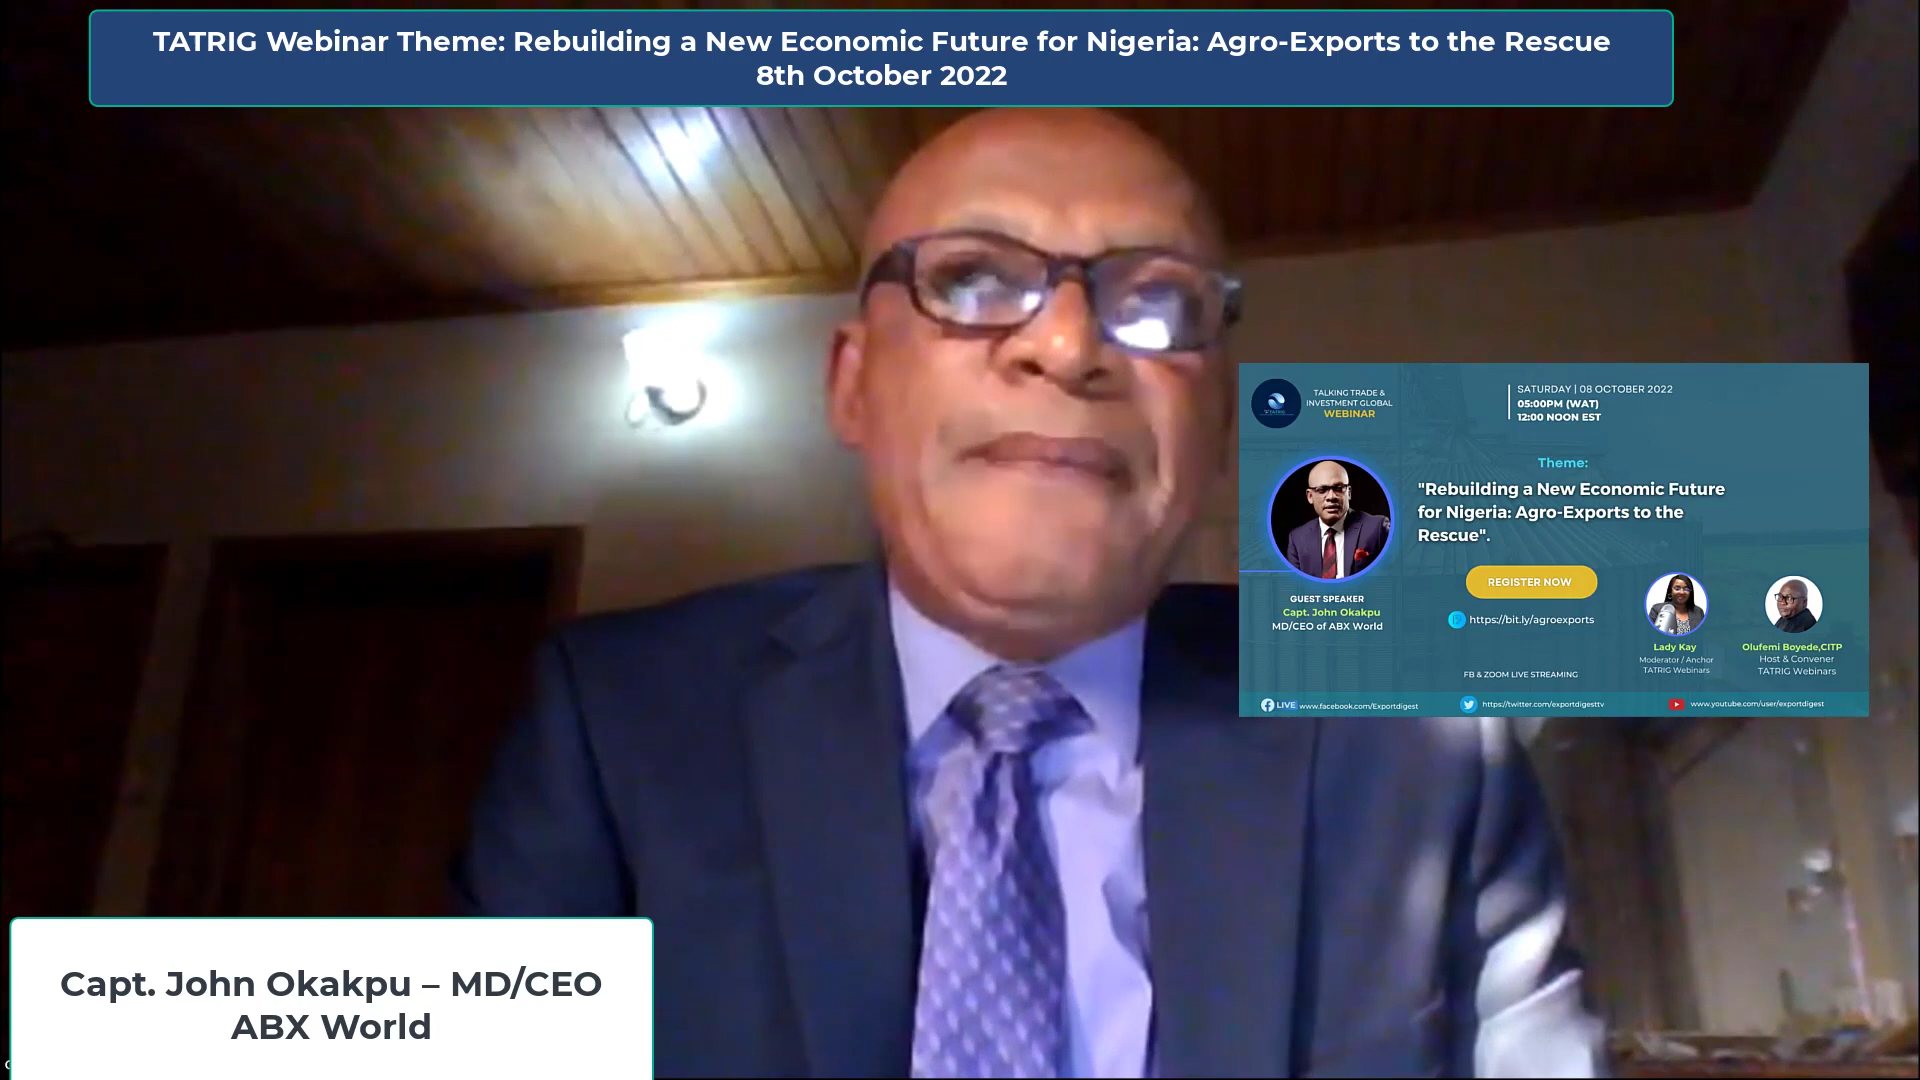 TATRIG Webinar Theme: Rebuilding a New Economic Future for Nigeria: Agro-Exports to the Rescue
8th October 2022
TALKING TRADE &
INVESTMENT GLOBAL
WEBINAR
SATURDAY | 08 OCTOBER 2022
05:00PM (WAT)
12:00 NOON EST
Theme:
"Rebuilding a New Economic Future
for Nigeria: Agro-Exports to the
Rescue".
REGISTER NOW
https://bit.ly/agroexports
GUEST SPEAKER
Capt. John Okakpu
MD/CEO of ABX World
Lady Kay
Moderator / Anchor
TATRIG Webinars
Olufemi Boyede,CITP
Host & Convener
TATRIG Webinars
FB & ZOOM LIVE STREAMING
LIVE www.facebook.com/Exportdigest
https://twitter.com/exportdigesttv
www.youtube.com/user/exportdigest
Capt. John Okakpu – MD/CEO
ABX World